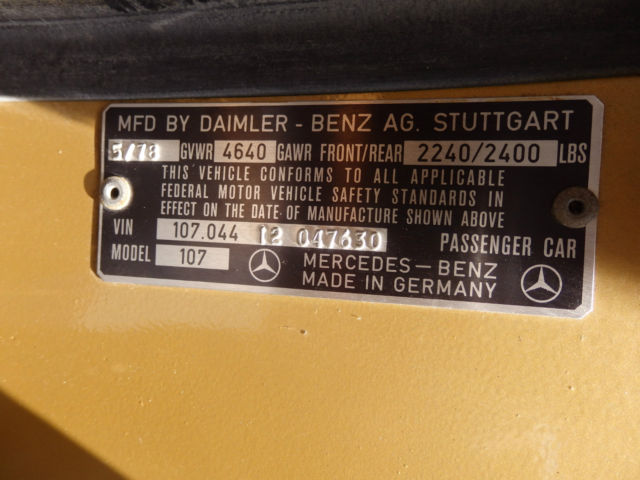 MFD BY DAIMLER - BENZ AG. STUTTGART
5/78 GVWR 4640 GAWR FRONT/REAR 2240/2400 LBS
THIS VEHICLE CONFORMS TO ALL APPLICABLE
FEDERAL MOTOR VEHICLE SAFETY STANDARDS IN
EFFECT ON THE DATE OF MANUFACTURE SHOWN ABOVE
VIN 107.044 12 047630 PASSENGER CAR
MODEL 107 MERCEDES-BENZ
MADE IN GERMANY